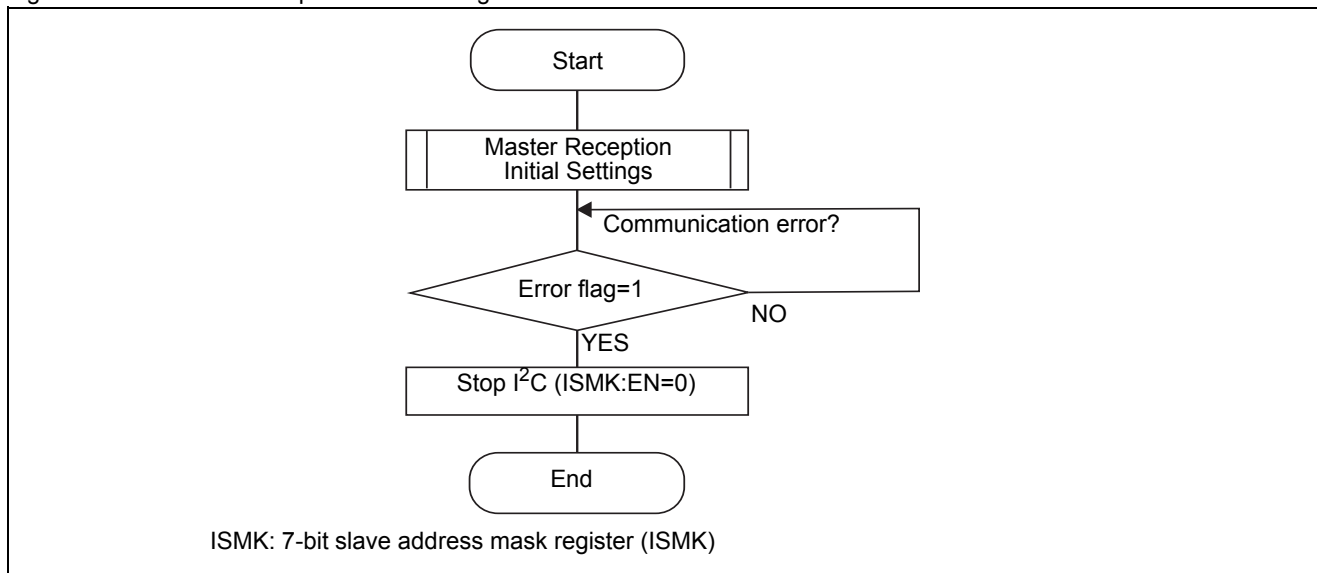 Start
Master Reception
Initial Settings
Communication error?
Error flag=1
NO
YES
Stop I²C (ISMK:EN=0)
End
ISMK: 7-bit slave address mask register (ISMK)